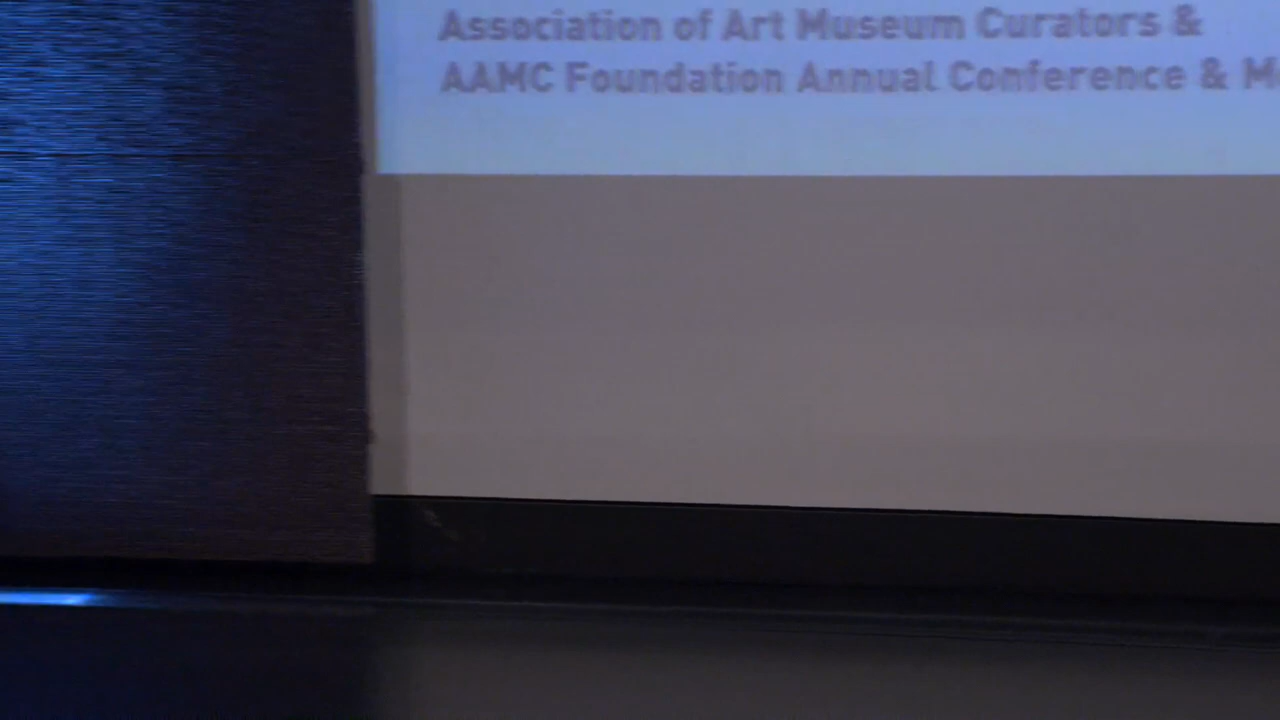 Association of Art Museum Curators &
AAMC Foundation Annual Conference &